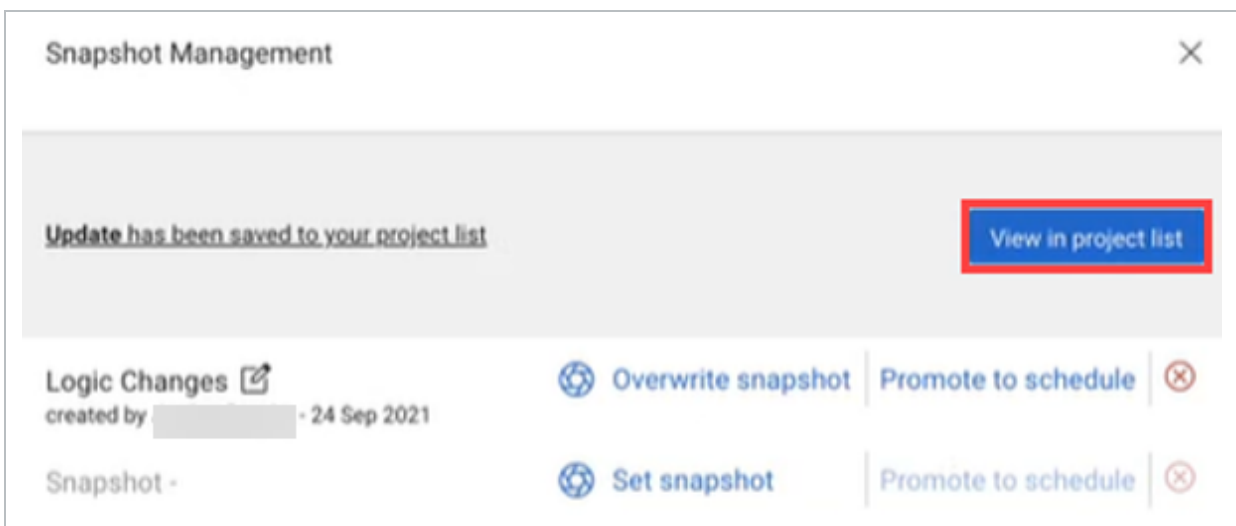 Snapshot Management
Update has been saved to your project list
View in project list
Logic Changes
Overwrite snapshot
Promote to schedule
created by - 24 Sep 2021
Snapshot -
Set snapshot
Promote to schedule